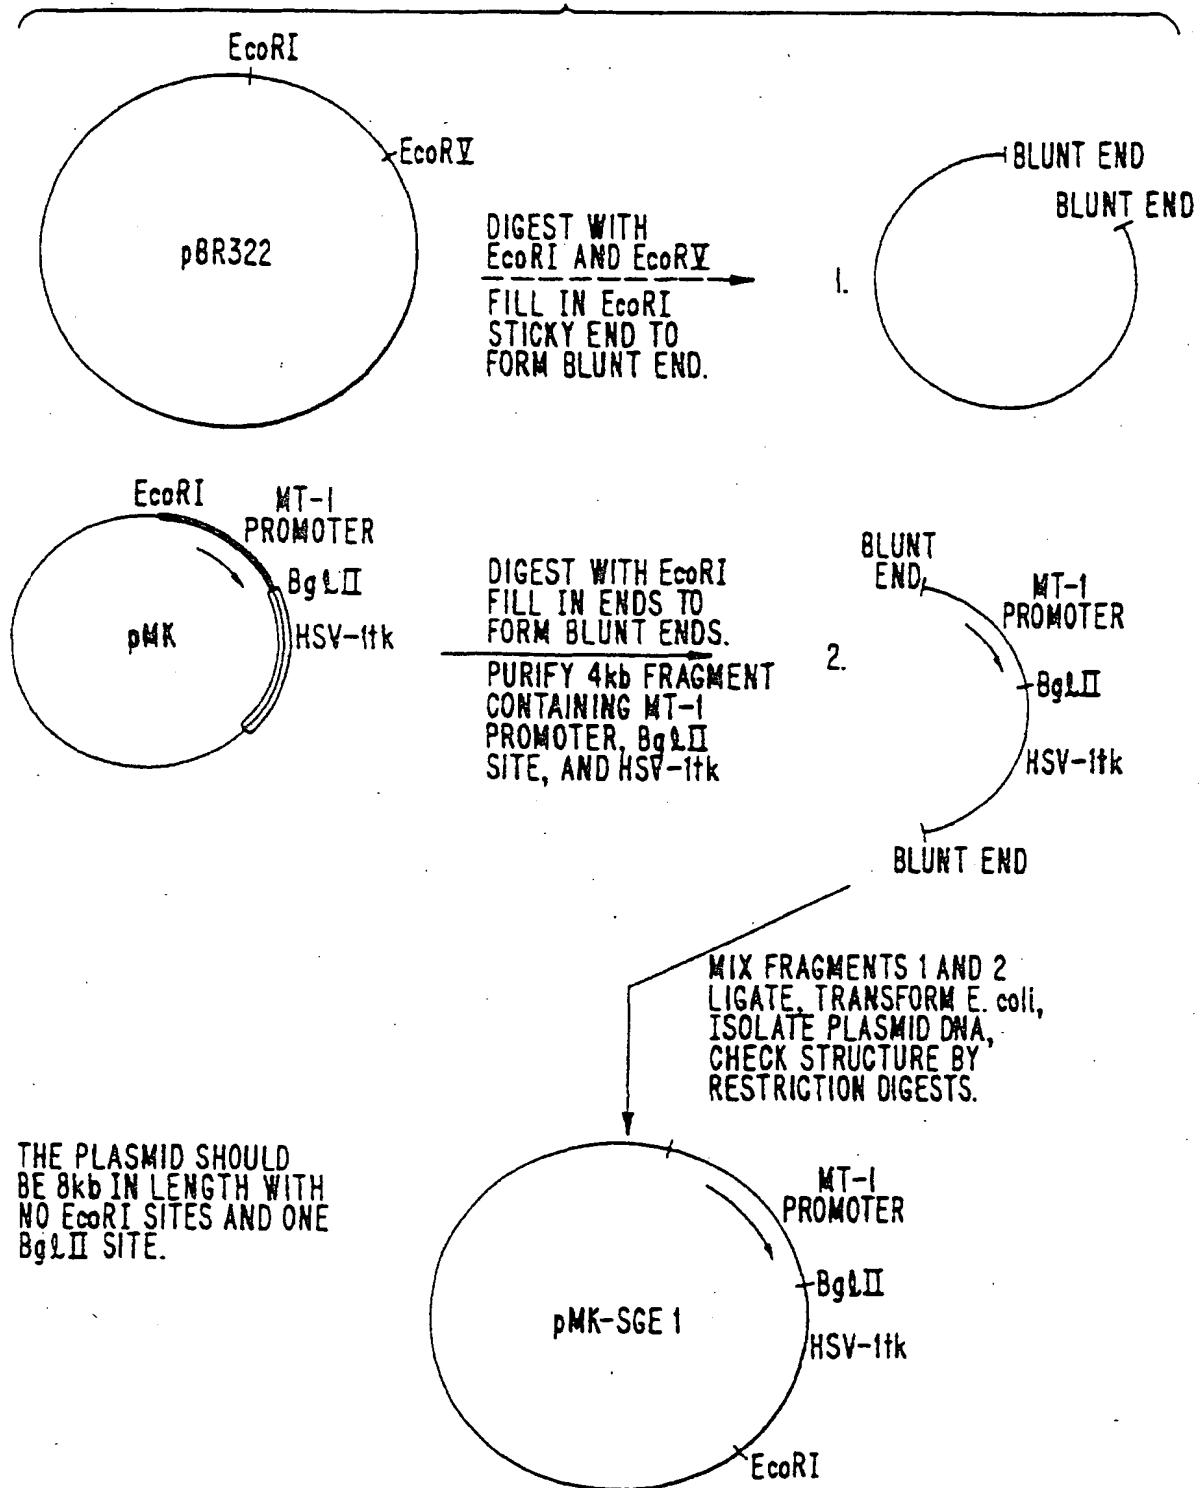 EcoRI
EcoRV
pBR322
DIGEST WITH
EcoRI AND EcoRV
FILL IN EcoRI
STICKY END TO
FORM BLUNT END.
1.
BLUNT END
BLUNT END
EcoRI
MT-1
PROMOTER
BglII
HSV-1tk
pMK
DIGEST WITH EcoRI
FILL IN ENDS TO
FORM BLUNT ENDS.
PURIFY 4kb FRAGMENT
CONTAINING MT-1
PROMOTER, BglII
SITE, AND HSV-1tk
2.
BLUNT
END
MT-1
PROMOTER
BglII
HSV-1tk
BLUNT END
MIX FRAGMENTS 1 AND 2
LIGATE, TRANSFORM E. coli,
ISOLATE PLASMID DNA,
CHECK STRUCTURE BY
RESTRICTION DIGESTS.
THE PLASMID SHOULD
BE 8kb IN LENGTH WITH
NO EcoRI SITES AND ONE
BglII SITE.
MT-1
PROMOTER
BglII
pMK-SGE 1
HSV-1tk
EcoRI